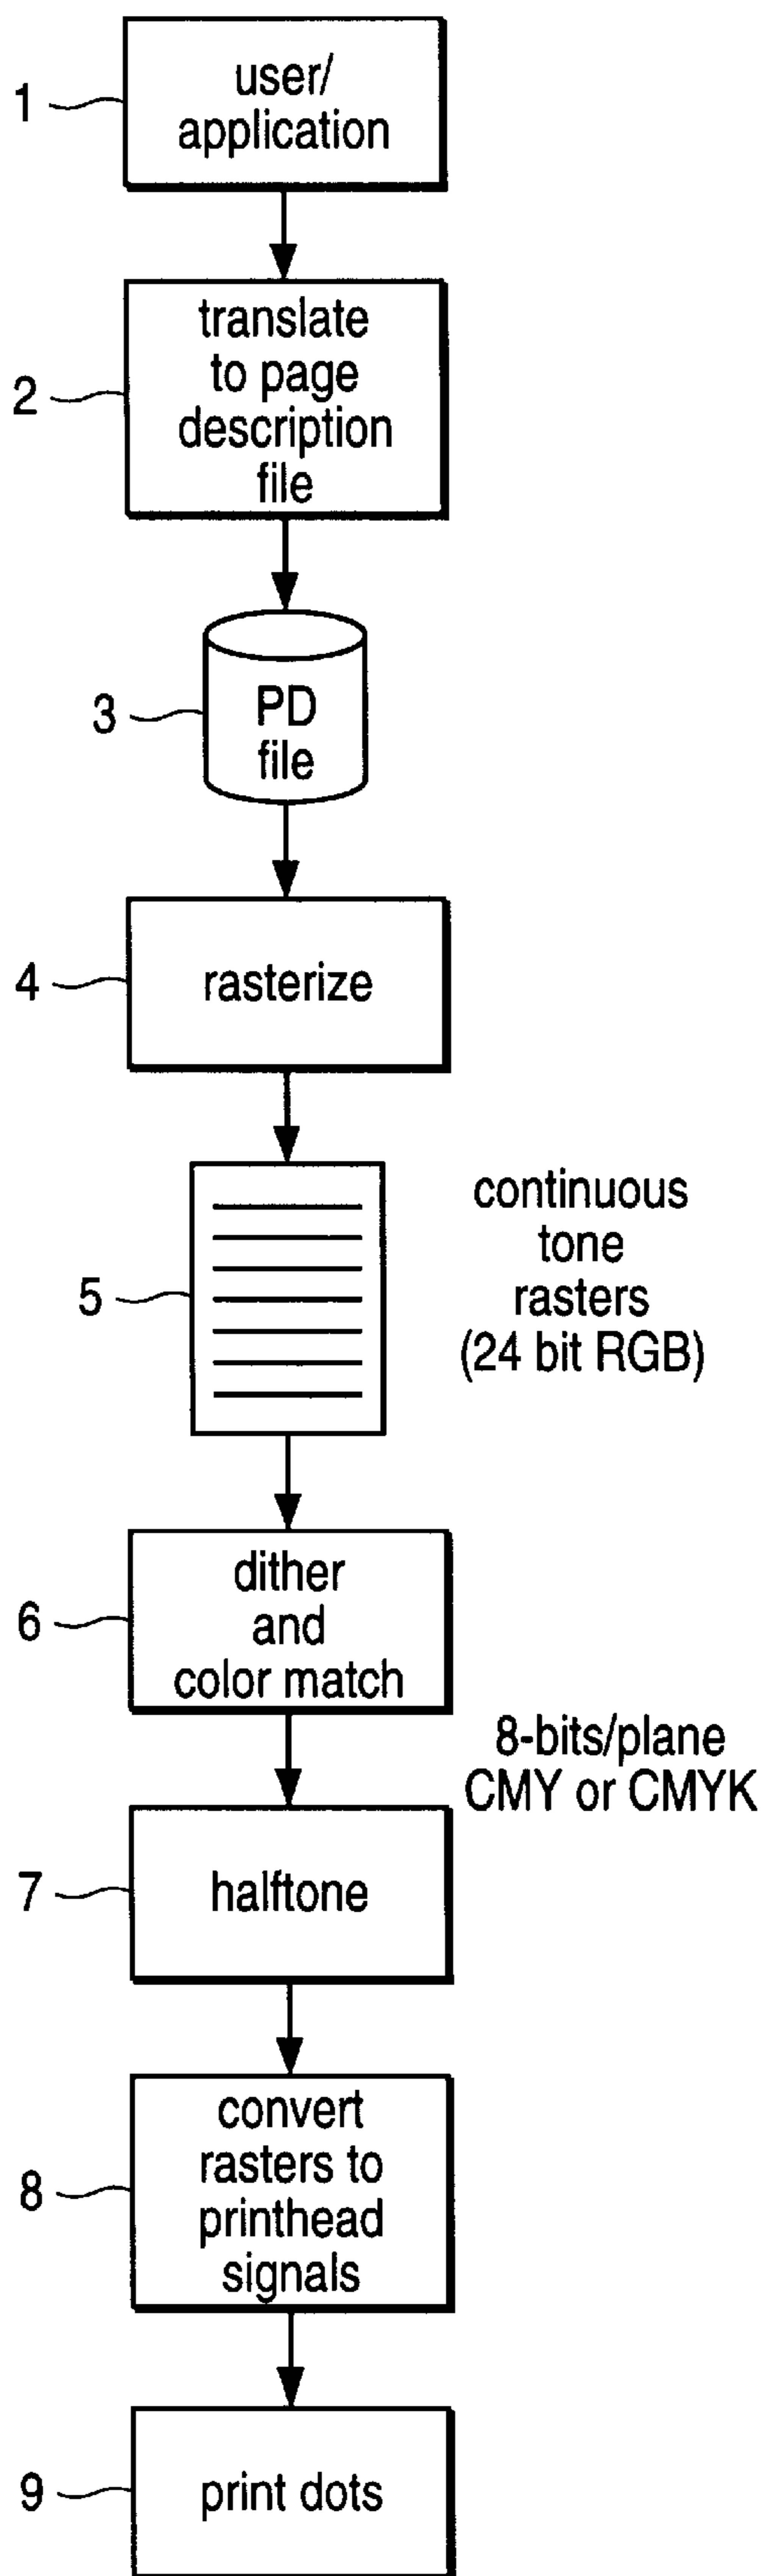 1
user/
application
2
translate
to page
description
file
3
PD
file
4
rasterize
5
continuous
tone
rasters
(24 bit RGB)
6
dither
and
color match
8-bits/plane
CMY or CMYK
7
halftone
8
convert
rasters to
printhead
signals
9
print dots